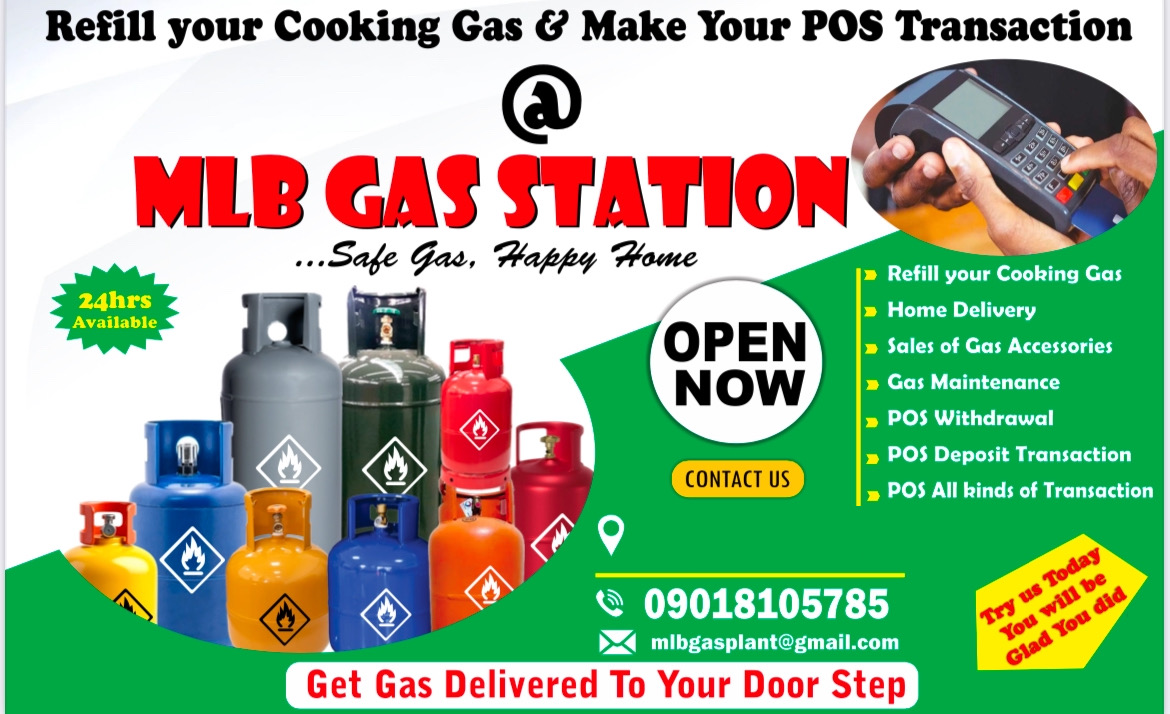 Refill your Cooking Gas & Make Your POS Transaction
@
MLB GAS STATION
...Safe Gas, Happy Home
24hrs
Available
OPEN
NOW
CONTACT US
Refill your Cooking Gas
Home Delivery
Sales of Gas Accessories
Gas Maintenance
POS Withdrawal
POS Deposit Transaction
POS All kinds of Transaction
09018105785
mlbgasplant@gmail.com
Try us Today
You will be
Glad You did
Get Gas Delivered To Your Door Step